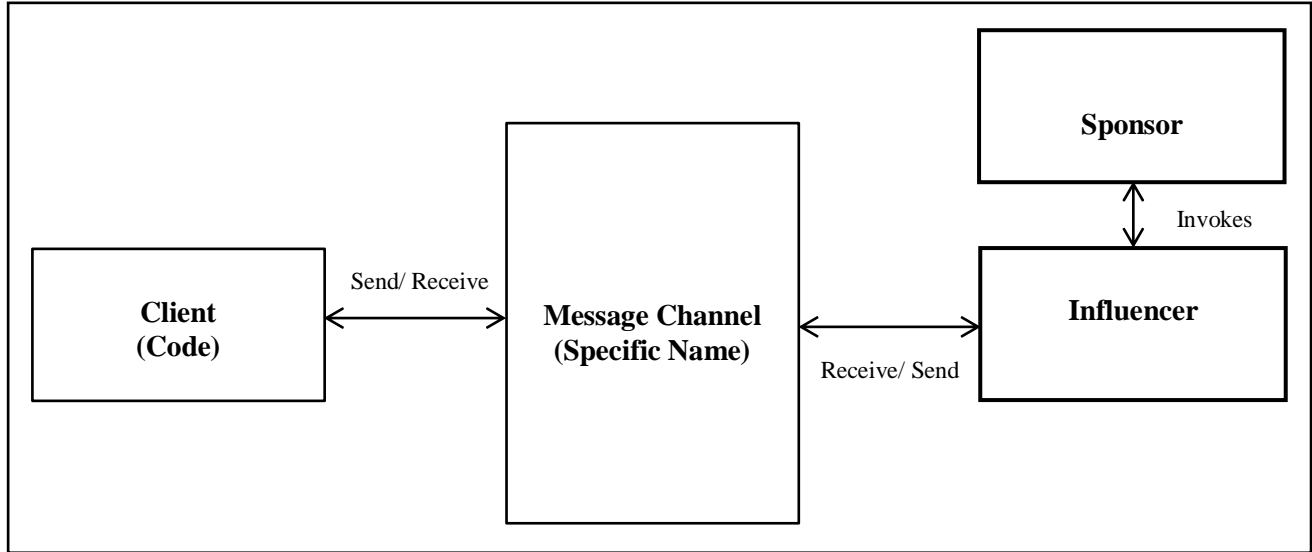 Sponsor
Invokes
Send/ Receive
Client
(Code)
Message Channel
(Specific Name)
Influencer
Receive/ Send